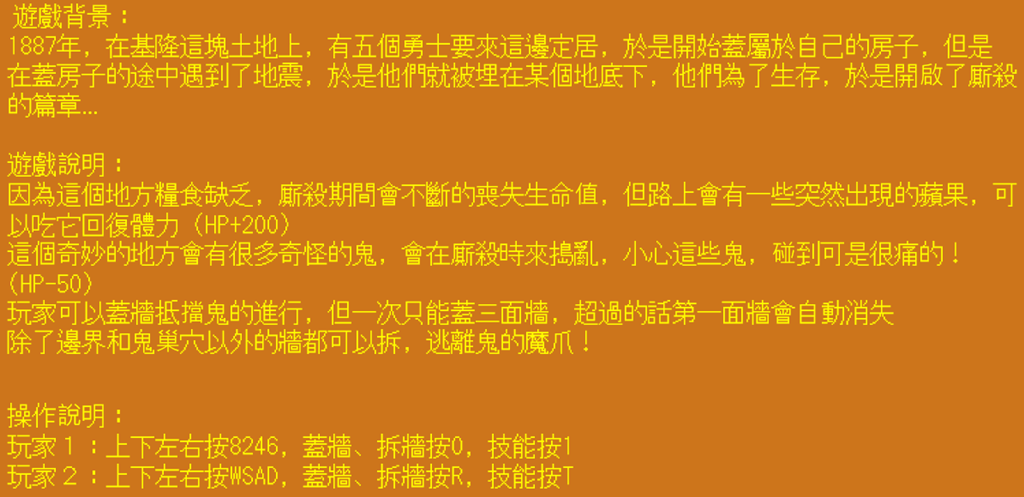 遊戲背景：
1887年，在基隆這塊土地上，有五個勇士要來這邊定居，於是開始蓋屬於自己的房子，但是
在蓋房子的途中遇到了地震，於是他們就被埋在某個地底下，他們為了生存，於是開啟了廝殺
的篇章…
遊戲說明：
因為這個地方糧食缺乏，廝殺期間會不斷的喪失生命值，但路上會有一些突然出現的蘋果，可
以吃它回復體力（HP+200）
這個奇妙的地方會有很多奇怪的鬼，會在廝殺時來搗亂，小心這些鬼，碰到可是很痛的！
（HP-50）
玩家可以蓋牆抵擋鬼的進行，但一次只能蓋三面牆，超過的話第一面牆會自動消失
除了邊界和鬼巢穴以外的牆都可以拆，逃離鬼的魔爪！
操作說明：
玩家１：上下左右按8246，蓋牆、拆牆按0，技能按1
玩家２：上下左右按WSAD，蓋牆、拆牆按R，技能按T